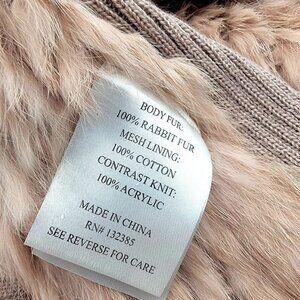 BODY FUR:
100% RABBIT FUR
MESH LINING:
100% COTTON
CONTRAST KNIT:
100% ACRYLIC
MADE IN CHINA
RN# 132385
SEE REVERSE FOR CARE